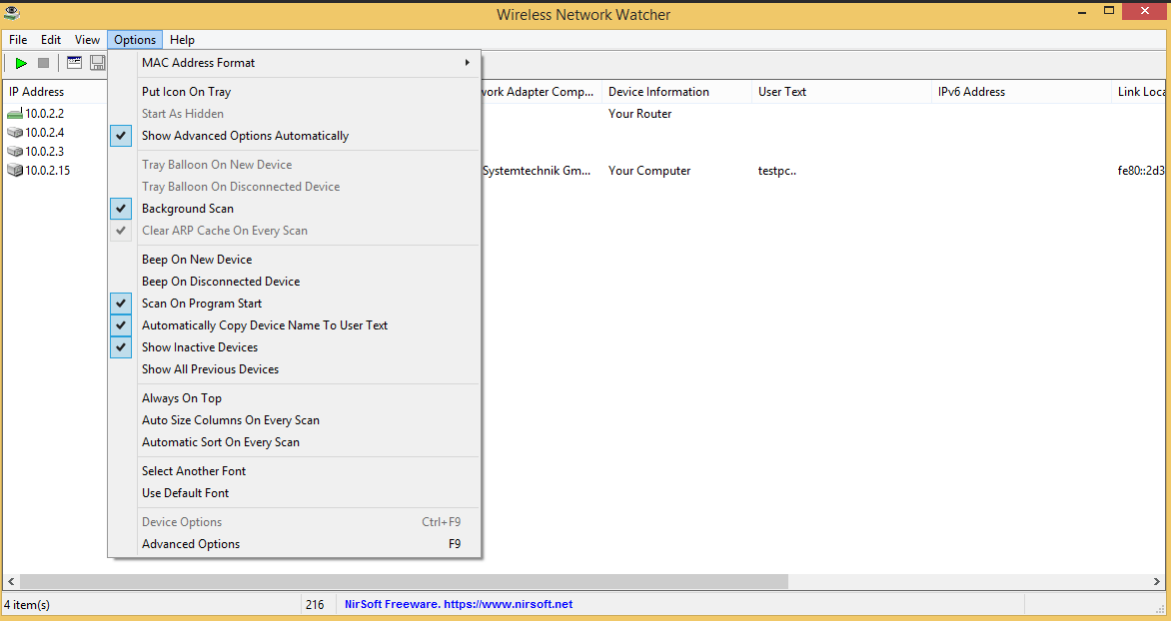 Wireless Network Watcher
File Edit View Options Help
IP Address
work Adapter Comp... Device Information User Text IPv6 Address Link Loca
10.0.2.2 Your Router
10.0.2.4
10.0.2.3
10.0.2.15 Systemtechnik Gm... Your Computer testpc.. fe80::2d3
MAC Address Format
Put Icon On Tray
Start As Hidden
Show Advanced Options Automatically
Tray Balloon On New Device
Tray Balloon On Disconnected Device
Background Scan
Clear ARP Cache On Every Scan
Beep On New Device
Beep On Disconnected Device
Scan On Program Start
Automatically Copy Device Name To User Text
Show Inactive Devices
Show All Previous Devices
Always On Top
Auto Size Columns On Every Scan
Automatic Sort On Every Scan
Select Another Font
Use Default Font
Device Options Ctrl+F9
Advanced Options F9
4 item(s) 216 NirSoft Freeware. https://www.nirsoft.net